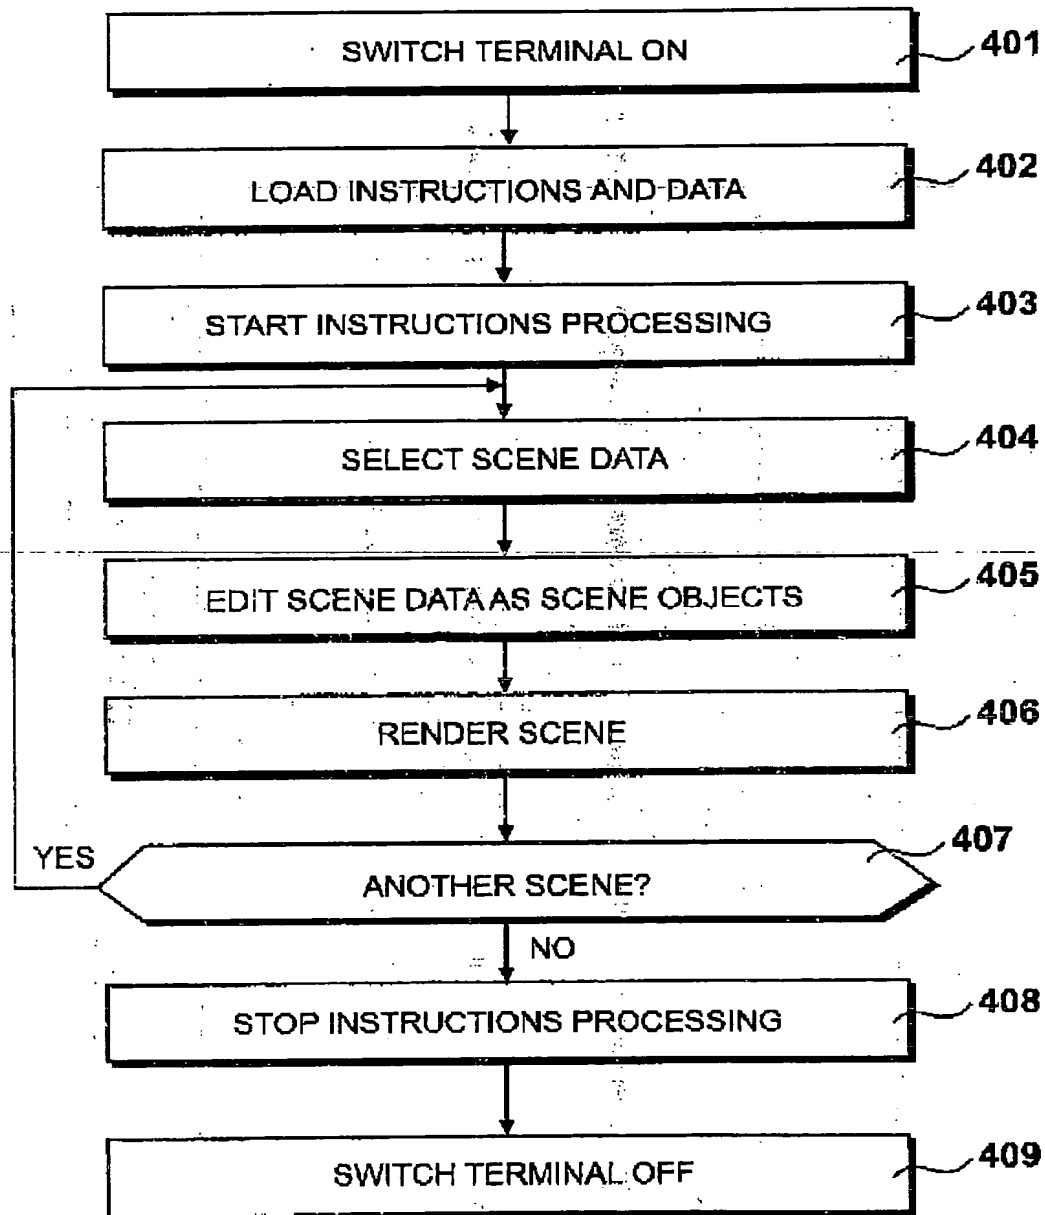 SWITCH TERMINAL ON
401
LOAD INSTRUCTIONS AND DATA
402
START INSTRUCTIONS PROCESSING
403
SELECT SCENE DATA
404
EDIT SCENE DATA AS SCENE OBJECTS
405
RENDER SCENE
406
YES
ANOTHER SCENE?
407
NO
STOP INSTRUCTIONS PROCESSING
408
SWITCH TERMINAL OFF
409